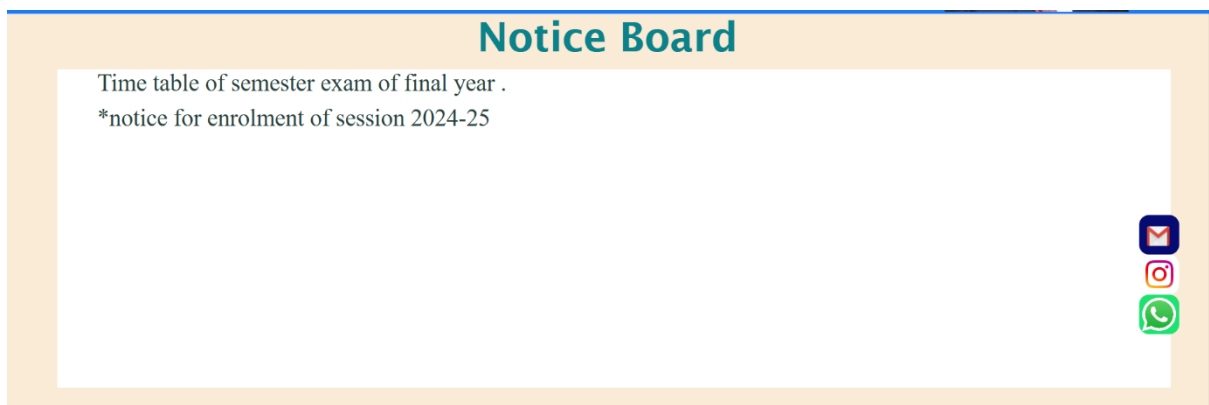 Notice Board
Time table of semester exam of final year .
*notice for enrolment of session 2024-25